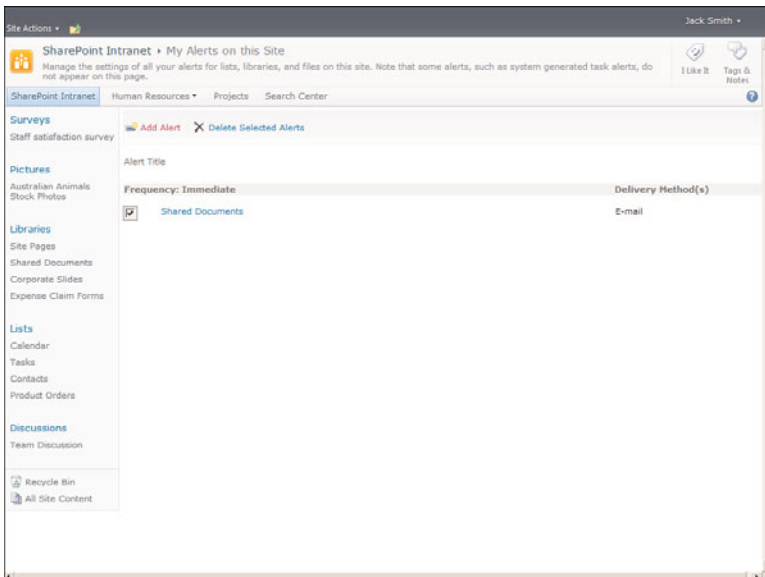 Jack Smith
Site Actions
SharePoint Intranet ▸ My Alerts on this Site
Manage the settings of all your alerts for lists, libraries, and files on this site. Note that some alerts, such as system generated task alerts, do
not appear on this page.
I Like It
Tags &
Notes
SharePoint Intranet Human Resources Projects Search Center
Surveys
Staff satisfaction survey
Pictures
Australian Animals
Stock Photos
Libraries
Site Pages
Shared Documents
Corporate Slides
Expense Claim Forms
Lists
Calendar
Tasks
Contacts
Product Orders
Discussions
Team Discussion
Recycle Bin
All Site Content
Add Alert Delete Selected Alerts
Alert Title
Frequency: Immediate Delivery Method(s)
Shared Documents E-mail